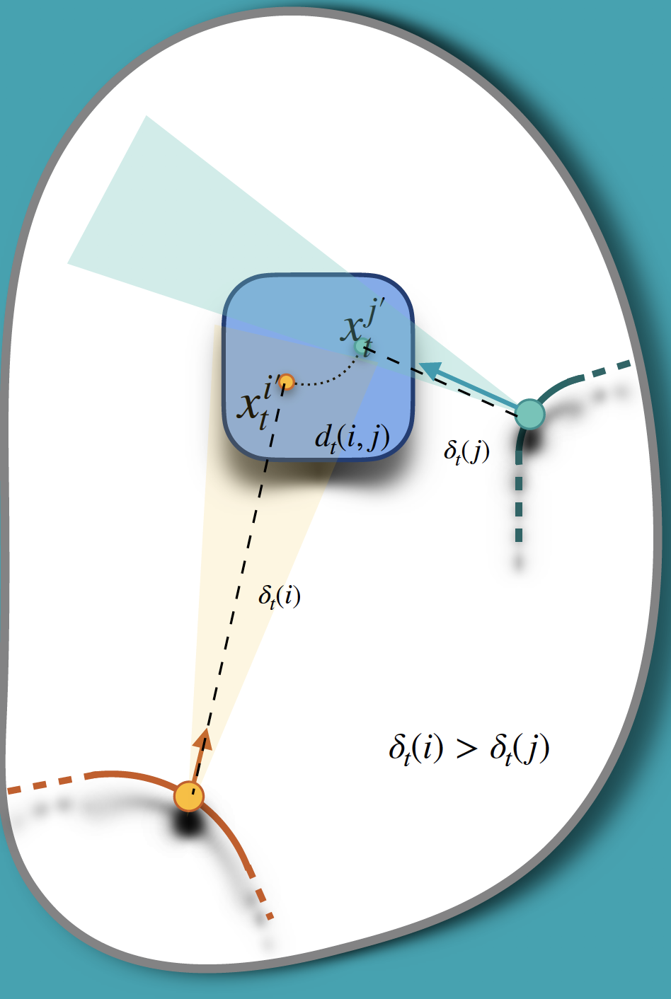 x_t^{j′}
x_t^{i′}
d_t(i, j)
δ_t(j)
δ_t(i)
δ_t(i) > δ_t(j)